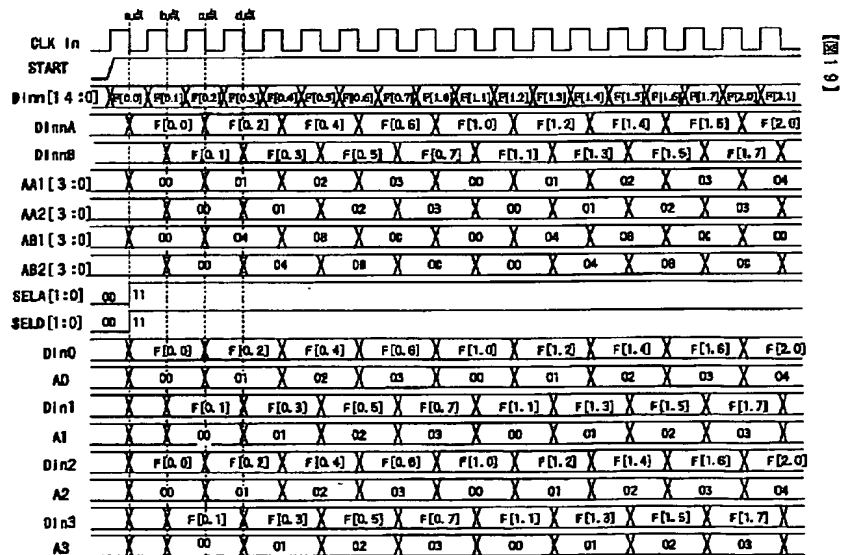 【図19】
a点 b点 c点 d点
CLK In
START
Dinn[14:0] F[0.0] F[0.1] F[0.2] F[0.3] F[0.4] F[0.5] F[0.6] F[0.7] F[1.0] F[1.1] F[1.2] F[1.3] F[1.4] F[1.5] F[1.6] F[1.7] F[2.0] F[2.1]
DInnA F[0.0] F[0.2] F[0.4] F[0.6] F[1.0] F[1.2] F[1.4] F[1.6] F[2.0]
DInnB F[0.1] F[0.3] F[0.5] F[0.7] F[1.1] F[1.3] F[1.5] F[1.7]
AA1[3:0] 00 01 02 03 00 01 02 03 04
AA2[3:0] 00 01 02 03 00 01 02 03
AB1[3:0] 00 04 08 0C 00 04 08 0C 00
AB2[3:0] 00 04 08 0C 00 04 08 0C
SELA[1:0] 00 11
SELD[1:0] 00 11
DIn0 F[0.0] F[0.2] F[0.4] F[0.6] F[1.0] F[1.2] F[1.4] F[1.6] F[2.0]
A0 00 01 02 03 00 01 02 03 04
DIn1 F[0.1] F[0.3] F[0.5] F[0.7] F[1.1] F[1.3] F[1.5] F[1.7]
A1 00 01 02 03 00 01 02 03
DIn2 F[0.0] F[0.2] F[0.4] F[0.6] F[1.0] F[1.2] F[1.4] F[1.6] F[2.0]
A2 00 01 02 03 00 01 02 03 04
DIn3 F[0.1] F[0.3] F[0.5] F[0.7] F[1.1] F[1.3] F[1.5] F[1.7]
A3 00 01 02 03 00 01 02 03